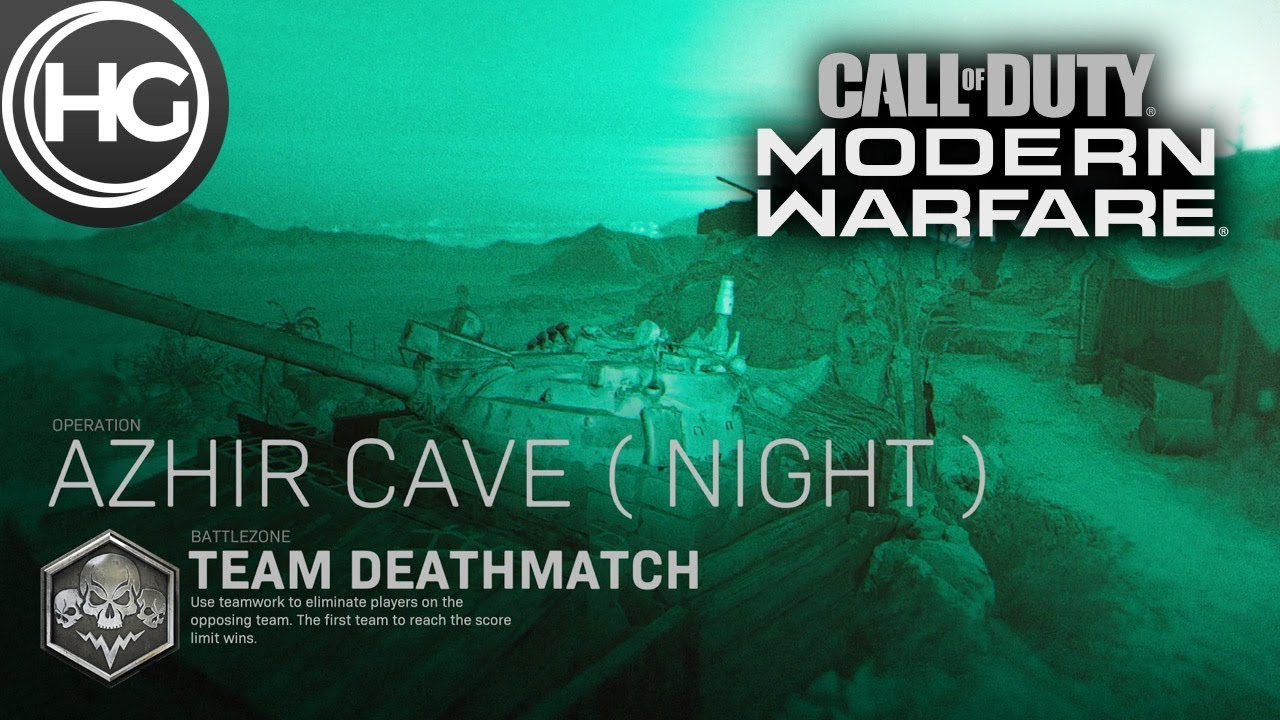 HG
CALL OF DUTY®
MODERN
WARFARE®
OPERATION
AZHIR CAVE ( NIGHT )
BATTLEZONE
TEAM DEATHMATCH
Use teamwork to eliminate players on the
opposing team. The first team to reach the score
limit wins.